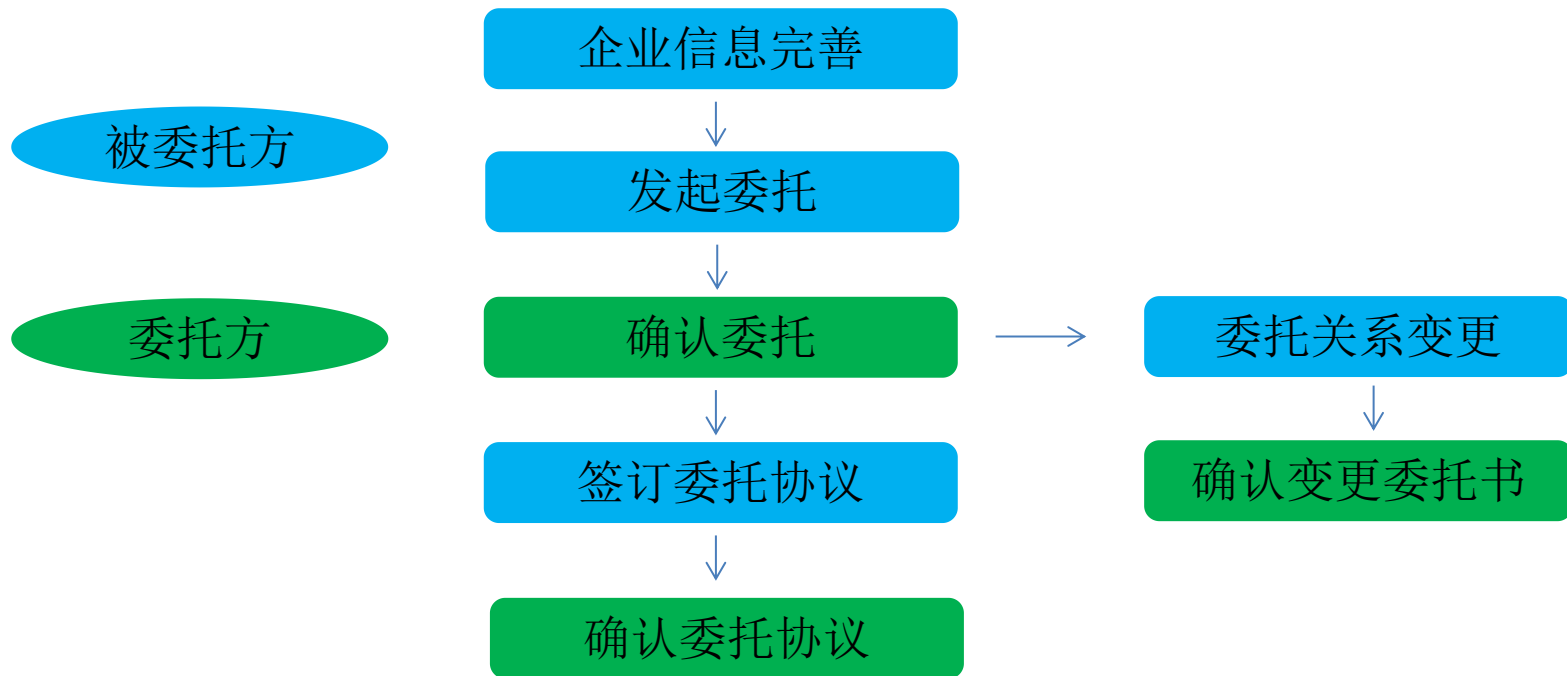 企业信息完善
被委托方
发起委托
委托方
确认委托
委托关系变更
签订委托协议
确认变更委托书
确认委托协议